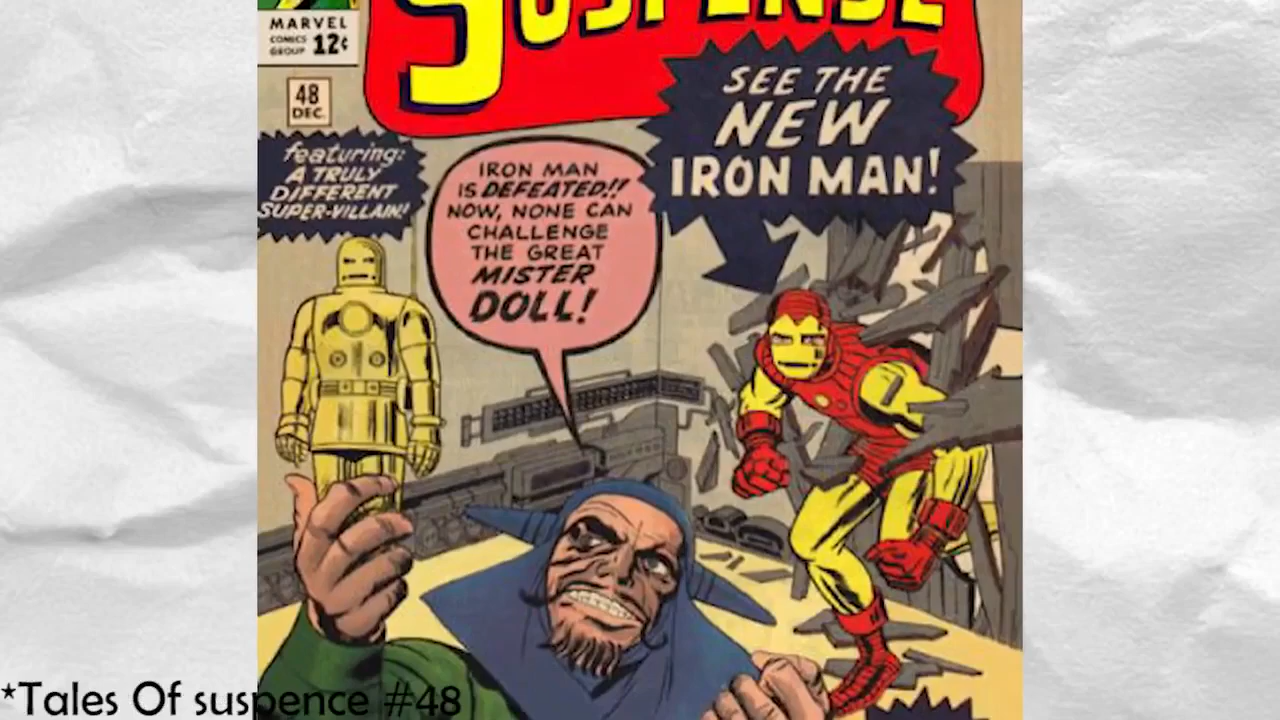 SUSPENSE
MARVEL
COMICS
GROUP 12¢
48
DEC.
SEE THE
NEW
IRON MAN!
featuring:
A TRULY
DIFFERENT
SUPER-VILLAIN!
IRON MAN
IS DEFEATED!!
NOW, NONE CAN
CHALLENGE
THE GREAT
MISTER
DOLL!
*Tales Of suspence #48